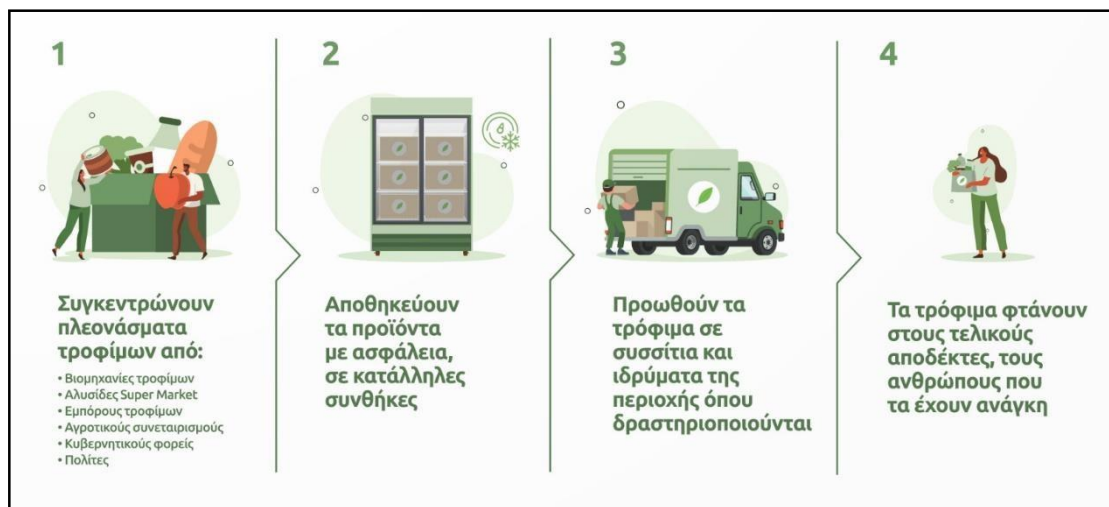 1
Συγκεντρώνουν
πλεονάσματα
τροφίμων από:
• Βιομηχανίες τροφίμων
• Αλυσίδες Super Market
• Εμπόρους τροφίμων
• Αγροτικούς συνεταιρισμούς
• Κυβερνητικούς φορείς
• Πολίτες
2
Αποθηκεύουν
τα προϊόντα
με ασφάλεια,
σε κατάλληλες
συνθήκες
3
Προωθούν τα
τρόφιμα σε
συσσίτια και
ιδρύματα της
περιοχής όπου
δραστηριοποιούνται
4
Τα τρόφιμα φτάνουν
στους τελικούς
αποδέκτες, τους
ανθρώπους που
τα έχουν ανάγκη